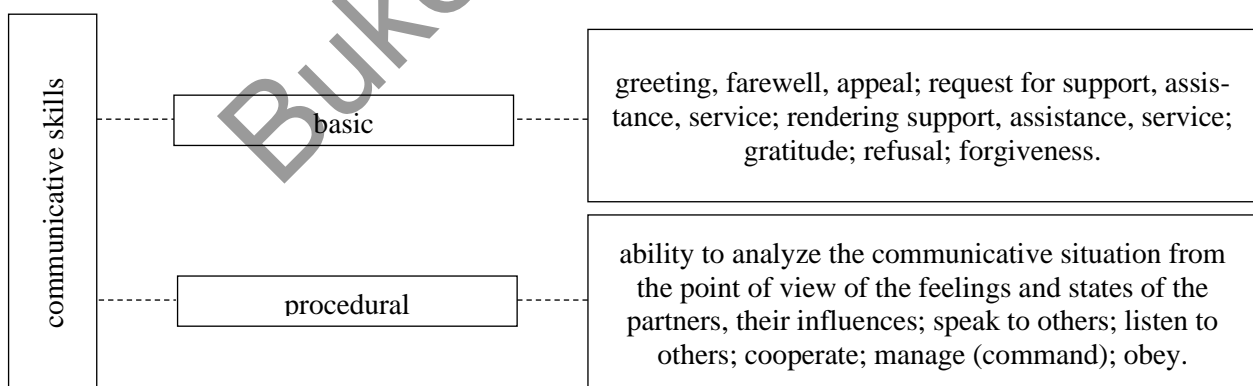 communicative skills
basic
greeting, farewell, appeal; request for support, assis-
tance, service; rendering support, assistance, service;
gratitude; refusal; forgiveness.
procedural
ability to analyze the communicative situation from
the point of view of the feelings and states of the
partners, their influences; speak to others; listen to
others; cooperate; manage (command); obey.